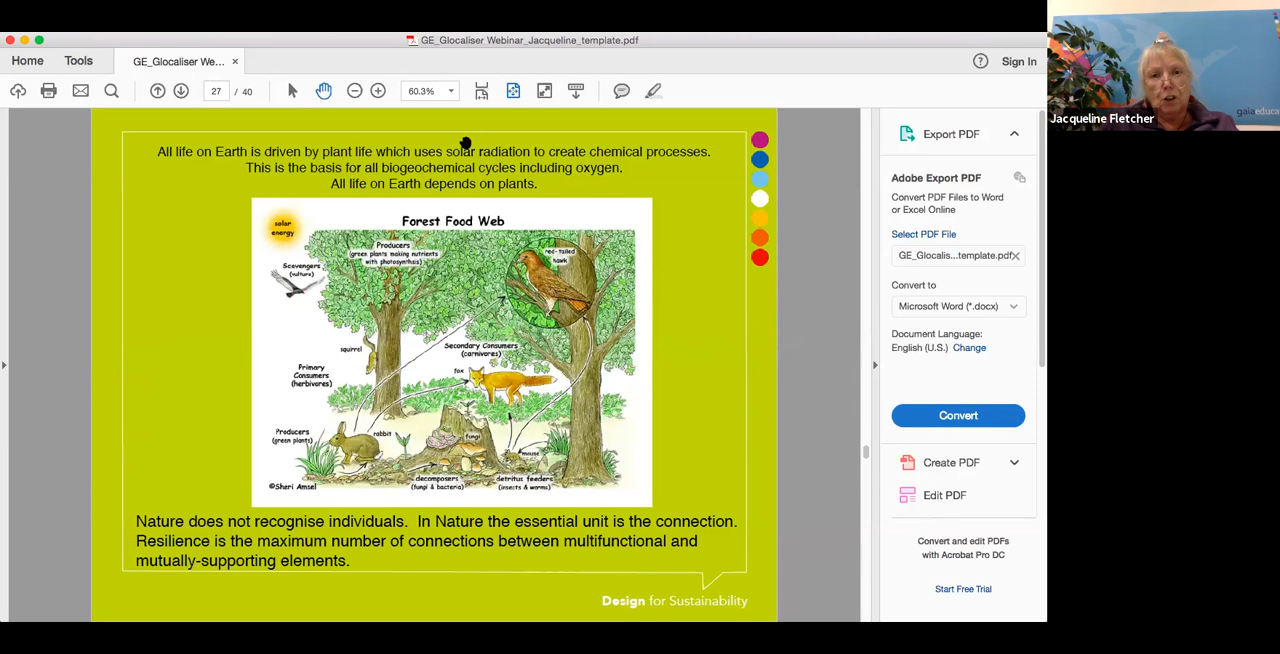 GE_Glocaliser Webinar_Jacqueline_template.pdf
Home
Tools
GE_Glocaliser We...
×
Sign In
27 / 40
60.3%
All life on Earth is driven by plant life which uses solar radiation to create chemical processes.
This is the basis for all biogeochemical cycles including oxygen.
All life on Earth depends on plants.
Forest Food Web
solar
energy
Producers
(green plants making nutrients
with photosynthsis)
red-tailed
hawk
Scavengers
(vulture)
squirrel
Secondary Consumers
(carnivores)
Primary
Consumers
(herbivores)
fox
Producers
(green plants)
rabbit
fungi
mouse
decomposers
(fungi & bacteria)
detritus feeders
(insects & worms)
©Sheri Amsel
Nature does not recognise individuals. In Nature the essential unit is the connection.
Resilience is the maximum number of connections between multifunctional and
mutually-supporting elements.
Design for Sustainability
Export PDF
Adobe Export PDF
Convert PDF Files to Word
or Excel Online
Select PDF File
GE_Glocalis...template.pdf
Convert to
Microsoft Word (*.docx)
Document Language:
English (U.S.) Change
Convert
Create PDF
Edit PDF
Convert and edit PDFs
with Acrobat Pro DC
Start Free Trial
gaiaeduca
Jacqueline Fletcher